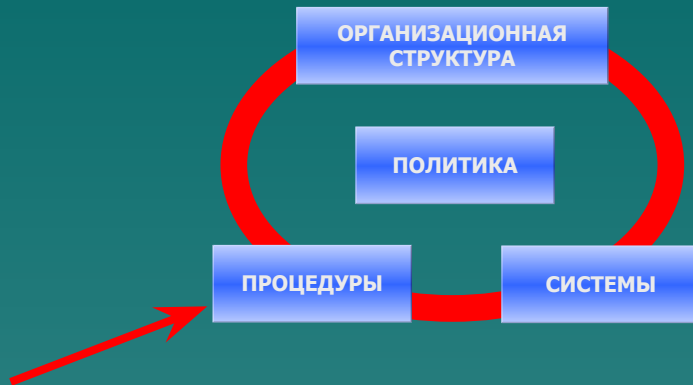 ОРГАНИЗАЦИОННАЯ
СТРУКТУРА
ПОЛИТИКА
ПРОЦЕДУРЫ
СИСТЕМЫ